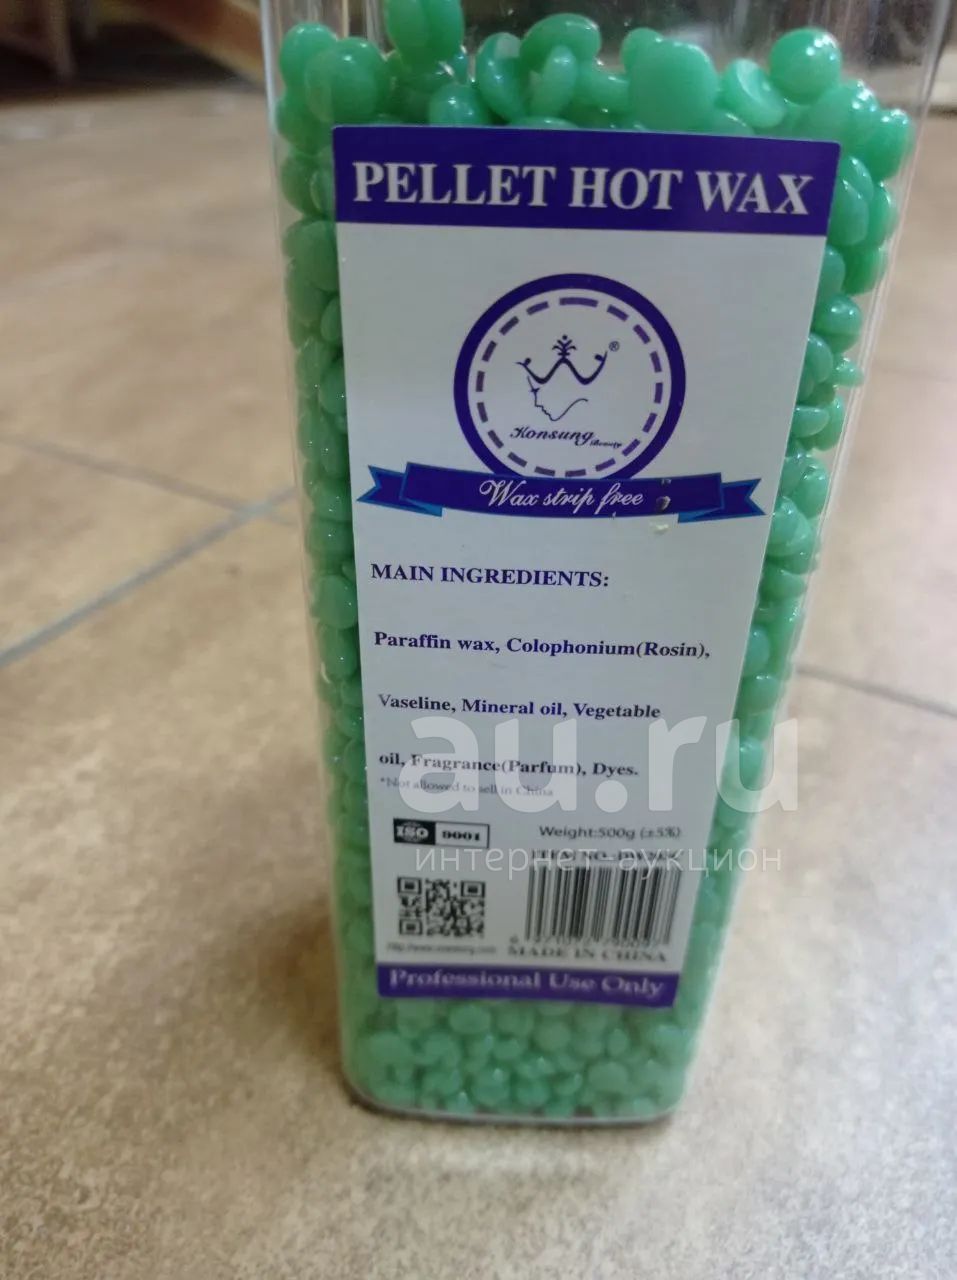 PELLET HOT WAX
®
Konsung
Beauty
Wax strip free
MAIN INGREDIENTS:
Paraffin wax, Colophonium(Rosin),
Vaseline, Mineral oil, Vegetable
oil, Fragrance(Parfum), Dyes.
*Not allowed to sell in China
au.ru
ISO 9001
Weight:500g (±5%)
интернет-аукцион
ITEM NO.
MADE IN CHINA
Professional Use Only